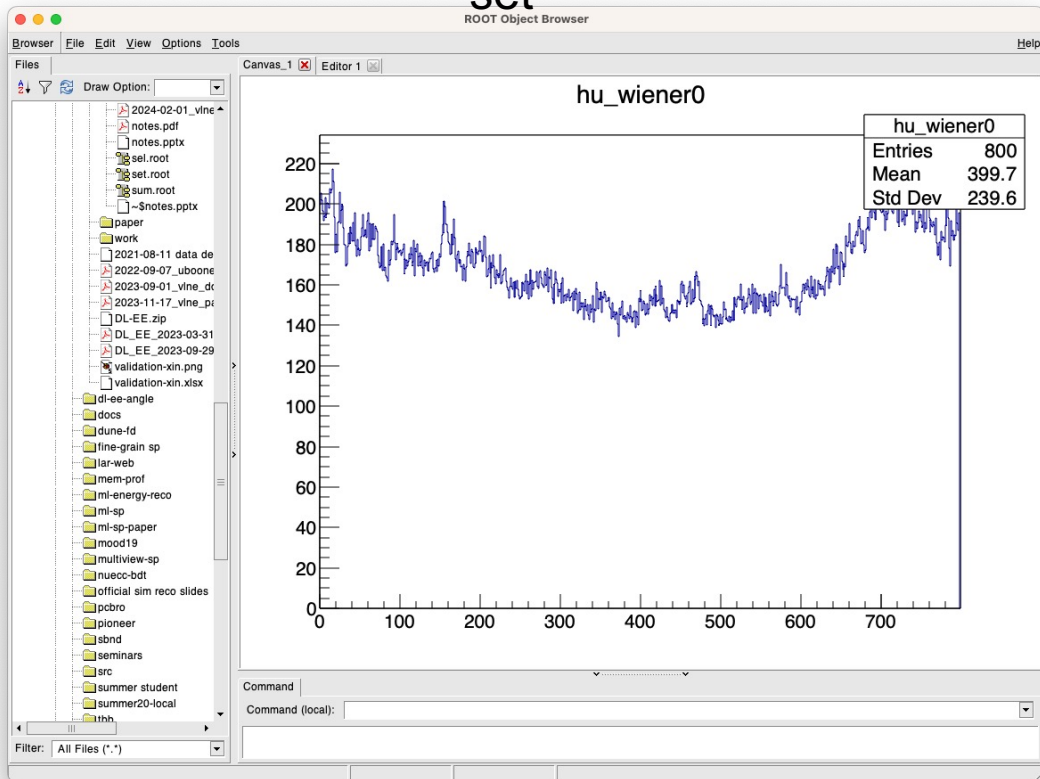 set
ROOT Object Browser
Browser File Edit View Options Tools Help
Files
Draw Option:
2024-02-01_vlne
notes.pdf
notes.pptx
sel.root
set.root
sum.root
~$notes.pptx
paper
work
2021-08-11 data de
2022-09-07_uboone
2023-09-01_vlne_do
2023-11-17_vlne_pa
DL-EE.zip
DL_EE_2023-03-31
DL_EE_2023-09-29
validation-xin.png
validation-xin.xlsx
dl-ee-angle
docs
dune-fd
fine-grain sp
lar-web
mem-prof
ml-energy-reco
ml-sp
ml-sp-paper
mood19
multiview-sp
nuecc-bdt
official sim reco slides
pcbro
pioneer
sbnd
seminars
src
summer student
summer20-local
tbb
Filter: All Files (*.*)
Canvas_1 Editor 1
hu_wiener0
hu_wiener0
Entries 800
Mean 399.7
Std Dev 239.6
220
200
180
160
140
120
100
80
60
40
20
0
0 100 200 300 400 500 600 700
Command
Command (local):